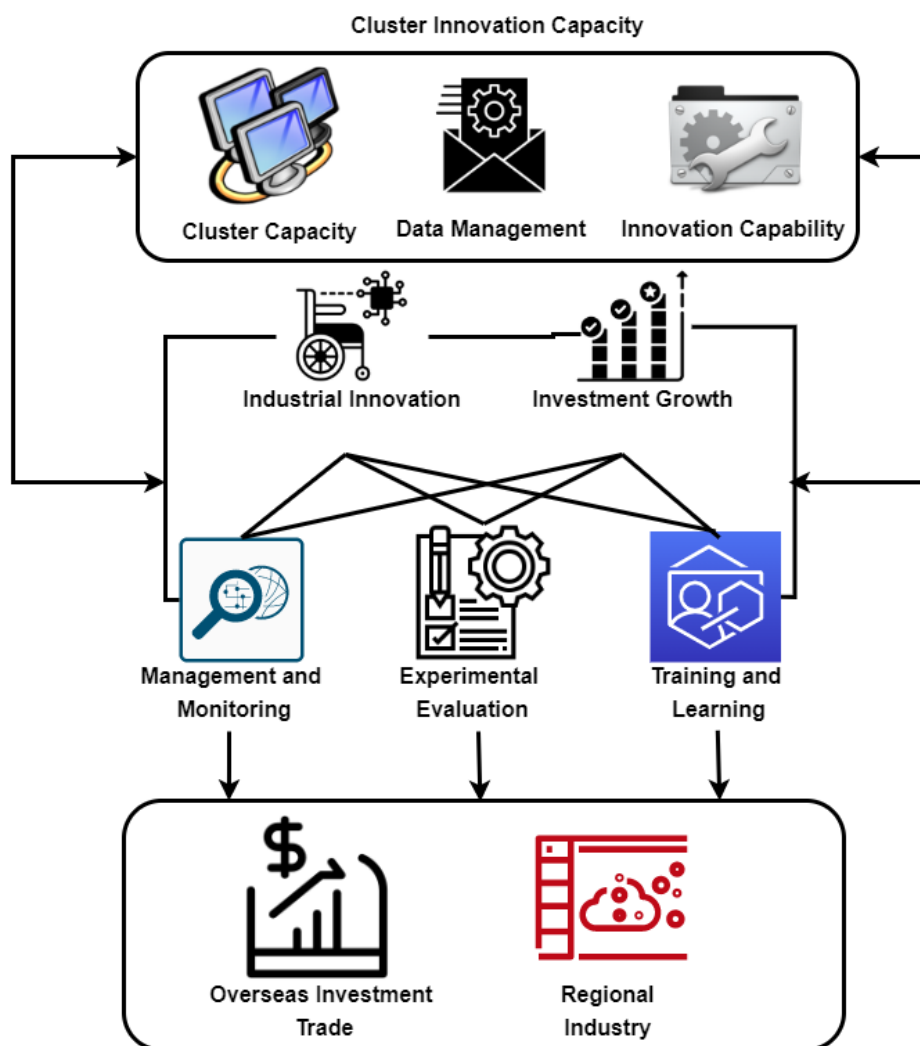 Cluster Innovation Capacity
Cluster Capacity
Data Management
Innovation Capability
Industrial Innovation
Investment Growth
Management and
Monitoring
Experimental
Evaluation
Training and
Learning
Overseas Investment
Trade
Regional
Industry